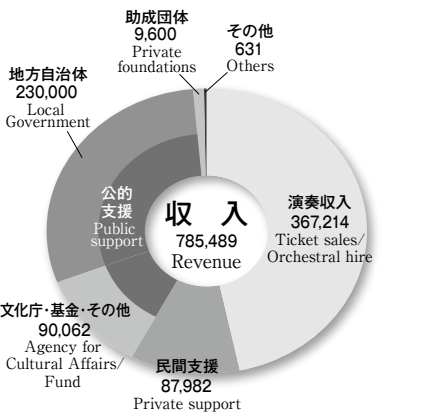 助成団体
9,600
Private
foundations
その他
631
Others
地方自治体
230,000
Local
Government
公的
支援
Public
support
収 入
785,489
Revenue
演奏収入
367,214
Ticket sales/
Orchestral hire
文化庁・基金・その他
90,062
Agency for
Cultural Affairs/
Fund
民間支援
87,982
Private support